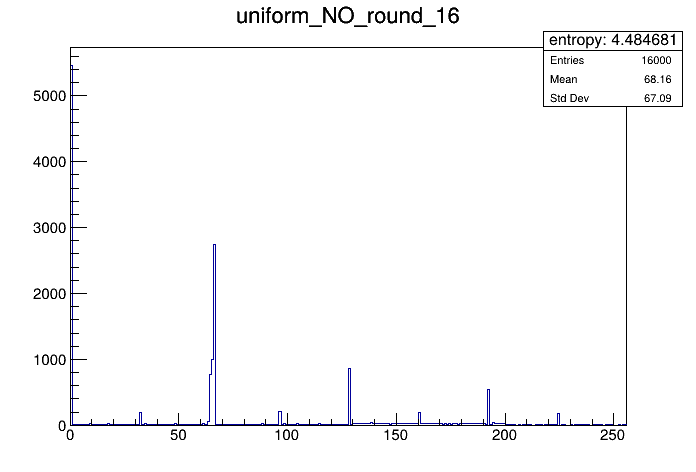 uniform_NO_round_16
entropy: 4.484681
Entries 16000
Mean 68.16
Std Dev 67.09
5000
4000
3000
2000
1000
0
0 50 100 150 200 250